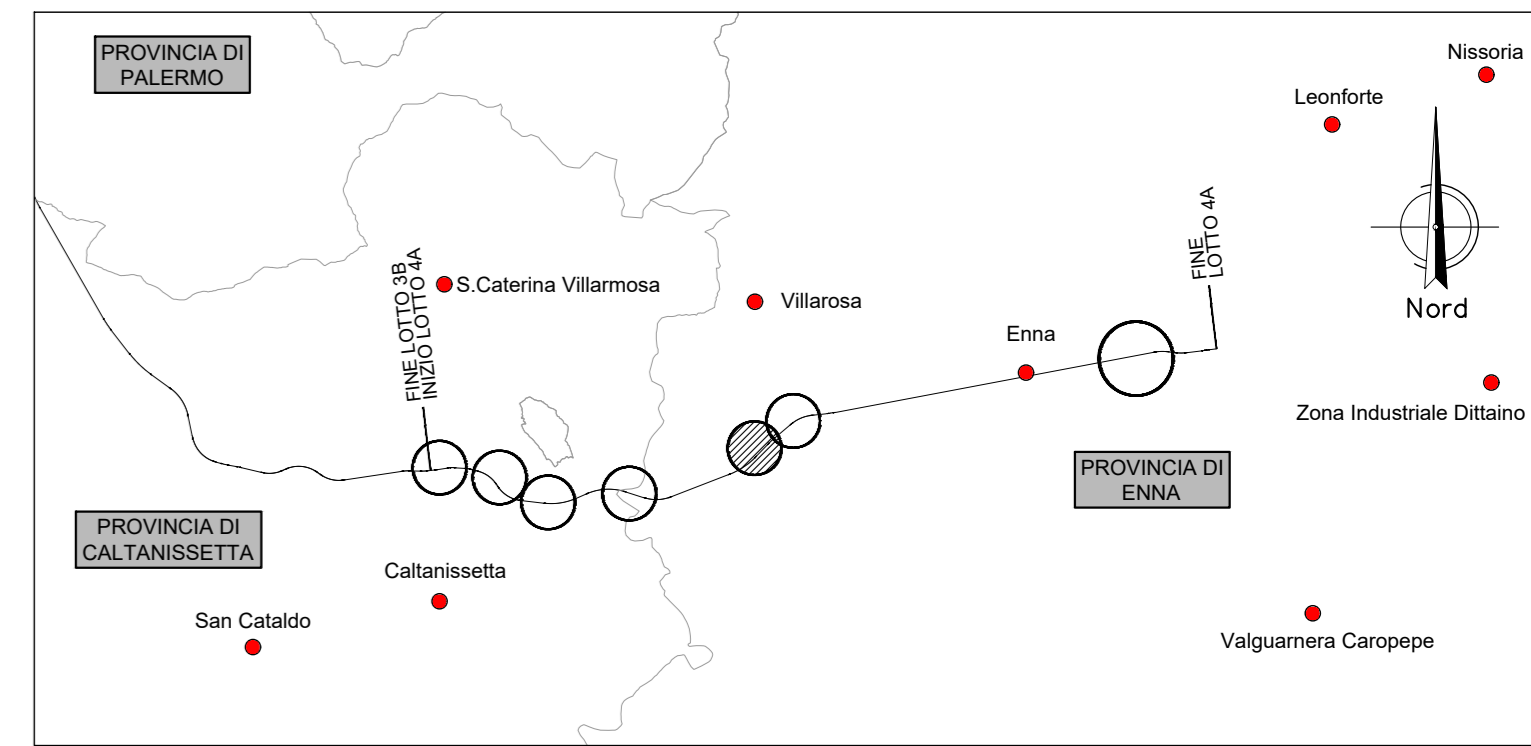 PROVINCIA DI
PALERMO
Nissoria
Leonforte
FINE
LOTTO 4A
FINE LOTTO 3B
INIZIO LOTTO 4A
S.Caterina Villarmosa
Villarosa
Nord
Enna
Zona Industriale Dittaino
PROVINCIA DI
ENNA
PROVINCIA DI
CALTANISSETTA
Caltanissetta
San Cataldo
Valguarnera Caropepe